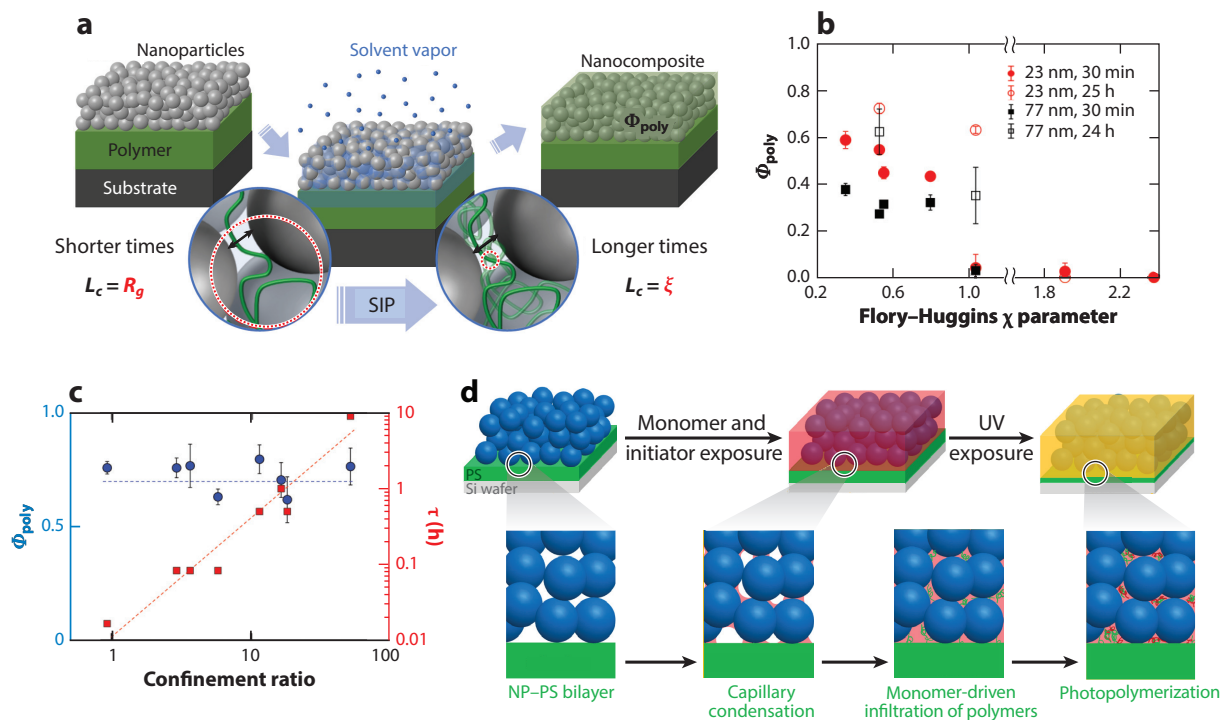 a
Nanoparticles
Solvent vapor
Nanocomposite
Φpoly
Polymer
Substrate
Shorter times
Lc = Rg
SIP
Longer times
Lc = ξ
b
1.0
0.8
0.6
0.4
0.2
0.0
Φpoly
23 nm, 30 min
23 nm, 25 h
77 nm, 30 min
77 nm, 24 h
0.2 0.6 1.0 1.8 2.2
Flory–Huggins χ parameter
c
1.0
0.5
0
Φpoly
10
1
0.1
0.01
τ (h)
1 10 100
Confinement ratio
d
Monomer and
initiator exposure
UV
exposure
PS
Si wafer
NP–PS bilayer
Capillary
condensation
Monomer-driven
infiltration of polymers
Photopolymerization